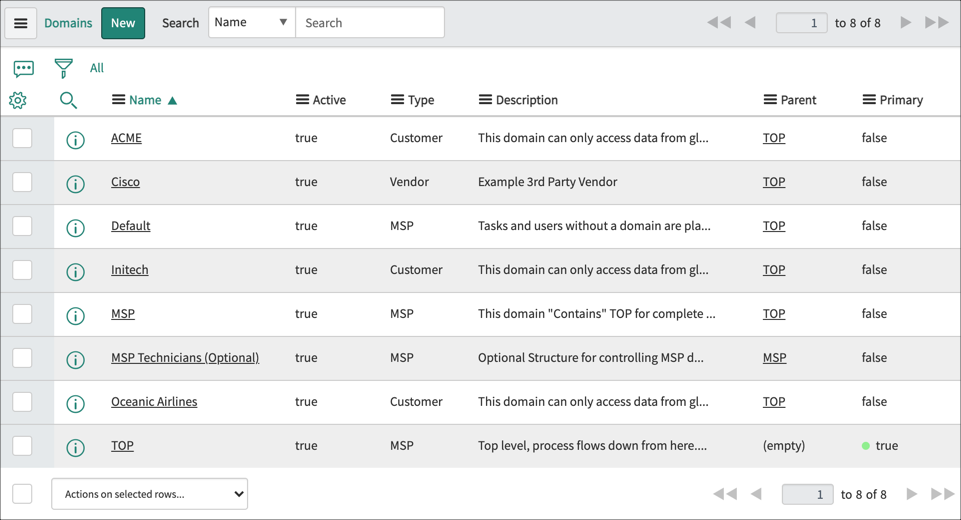 Domains New Search Name Search 1 to 8 of 8
All
Name Active Type Description Parent Primary
ACME true Customer This domain can only access data from gl... TOP false
Cisco true Vendor Example 3rd Party Vendor TOP false
Default true MSP Tasks and users without a domain are pla... TOP false
Initech true Customer This domain can only access data from gl... TOP false
MSP true MSP This domain "Contains" TOP for complete ... TOP false
MSP Technicians (Optional) true MSP Optional Structure for controlling MSP d... MSP false
Oceanic Airlines true Customer This domain can only access data from gl... TOP false
TOP true MSP Top level, process flows down from here.... (empty) true
Actions on selected rows... 1 to 8 of 8